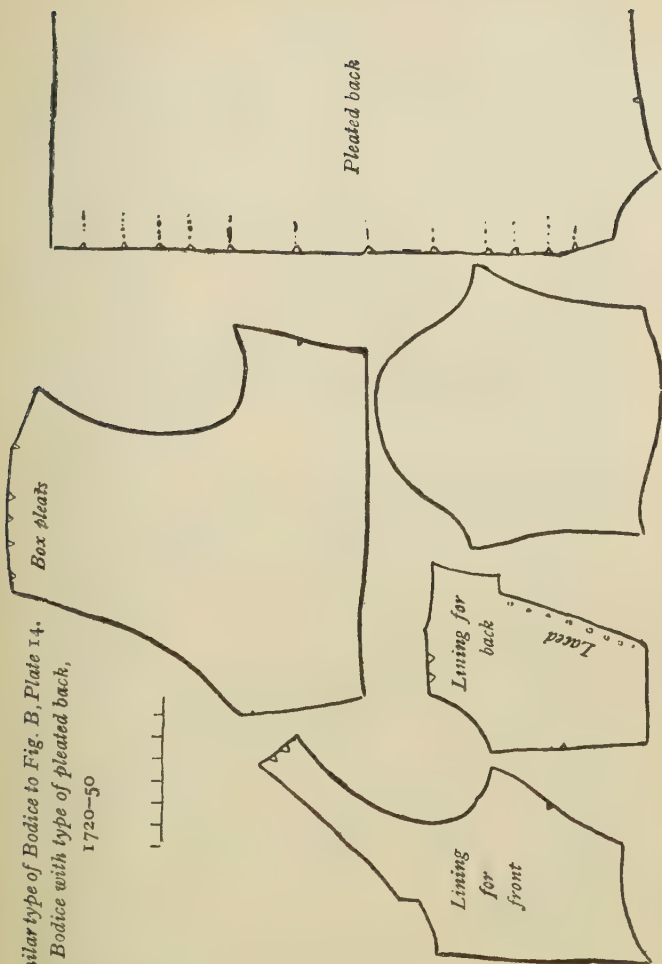 ilar type of Bodice to Fig. B, Plate 14.
Bodice with type of pleated back,
1720–50
Box pleats
Pleated back
Lining for
back
Laced
Lining
for
front